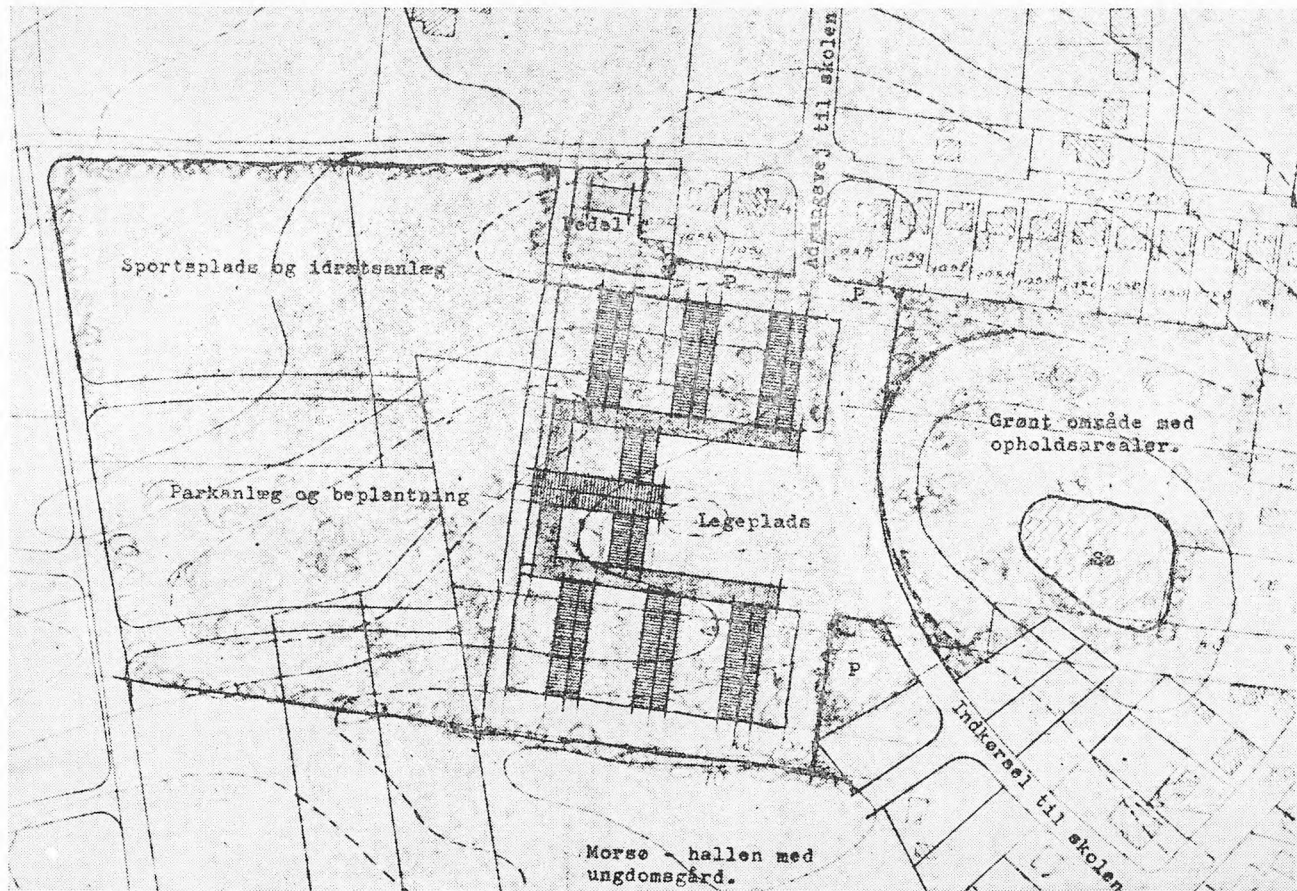 Adgangsvej til skolen
Pedel
Sportsplads og idrætsanlæg
P
P
Grønt område med
opholdsarealer.
Parkanlæg og beplantning
Legeplads
Sø
P
Indkørsel til skolen
Morsø - hallen med
ungdomsgård.